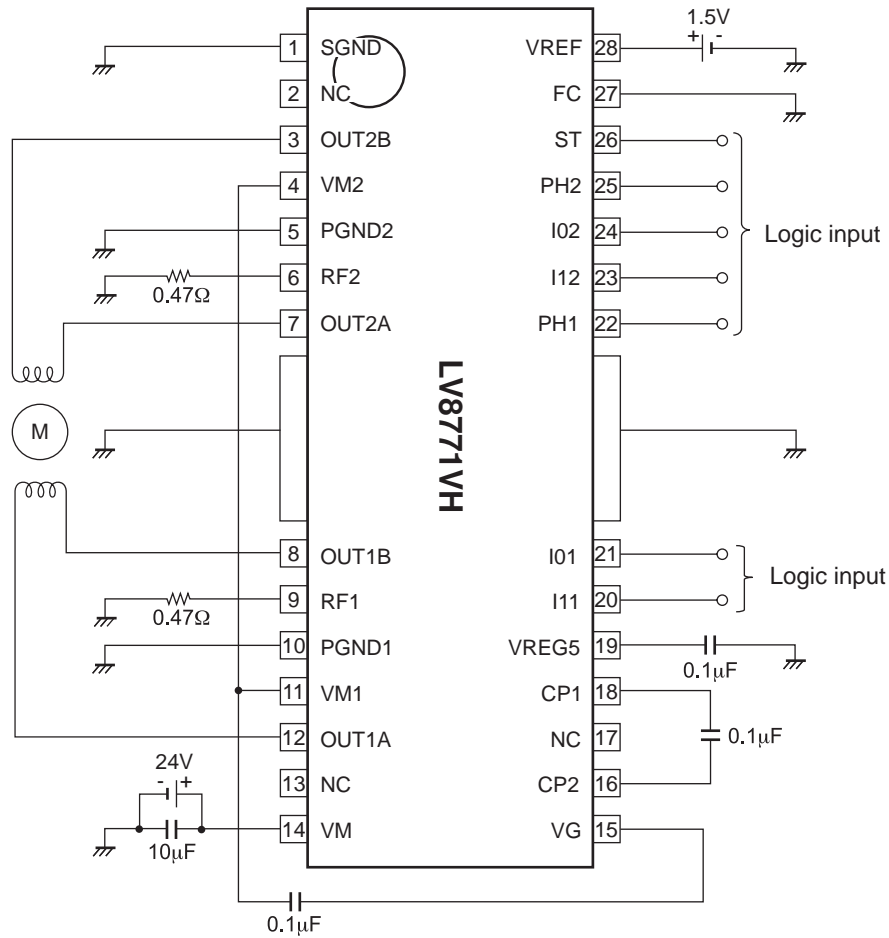 1.5V
+ -
1 SGND VREF 28
2 NC FC 27
3 OUT2B ST 26
4 VM2 PH2 25
5 PGND2 I02 24
Logic input
6 RF2 I12 23
0.47Ω
7 OUT2A PH1 22
LV8771VH
M
8 OUT1B I01 21
Logic input
9 RF1 I11 20
0.47Ω
10 PGND1 VREG5 19
0.1µF
11 VM1 CP1 18
12 OUT1A NC 17
0.1µF
24V
- +
13 NC CP2 16
14 VM VG 15
10µF
0.1µF